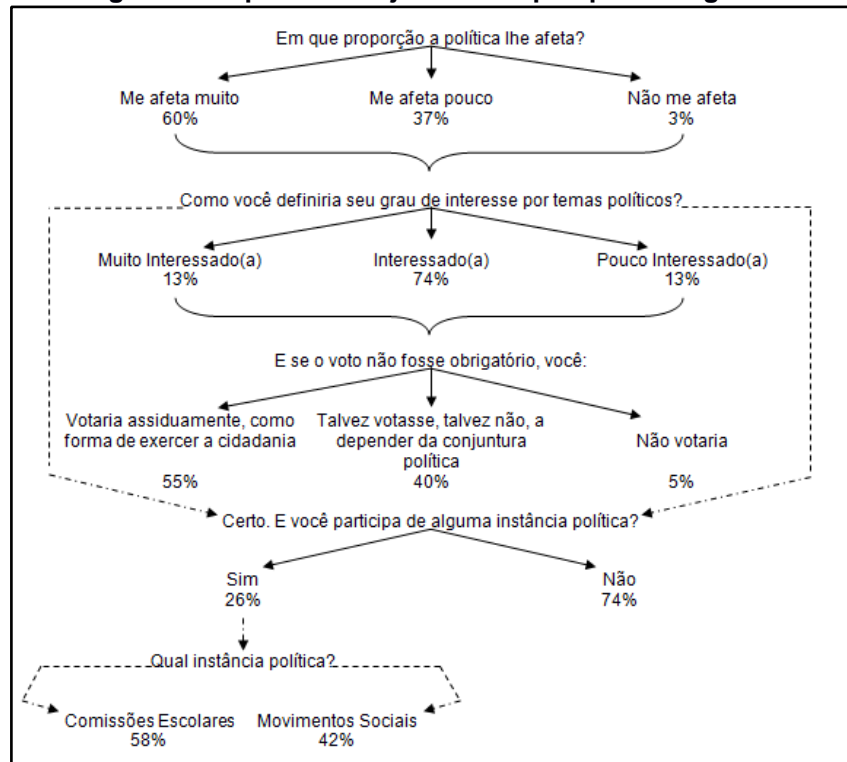 Em que proporção a política lhe afeta?
Me afeta muito
60%
Me afeta pouco
37%
Não me afeta
3%
Como você definiria seu grau de interesse por temas políticos?
Muito Interessado(a)
13%
Interessado(a)
74%
Pouco Interessado(a)
13%
E se o voto não fosse obrigatório, você:
Votaria assiduamente, como
forma de exercer a cidadania
55%
Talvez votasse, talvez não, a
depender da conjuntura
política
40%
Não votaria
5%
Certo. E você participa de alguma instância política?
Sim
26%
Não
74%
Qual instância política?
Comissões Escolares
58%
Movimentos Sociais
42%